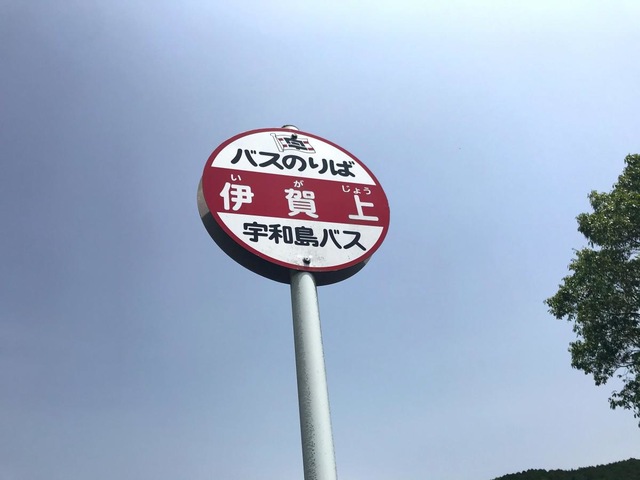 バスのりば
い が じょう
伊賀上
宇和島バス